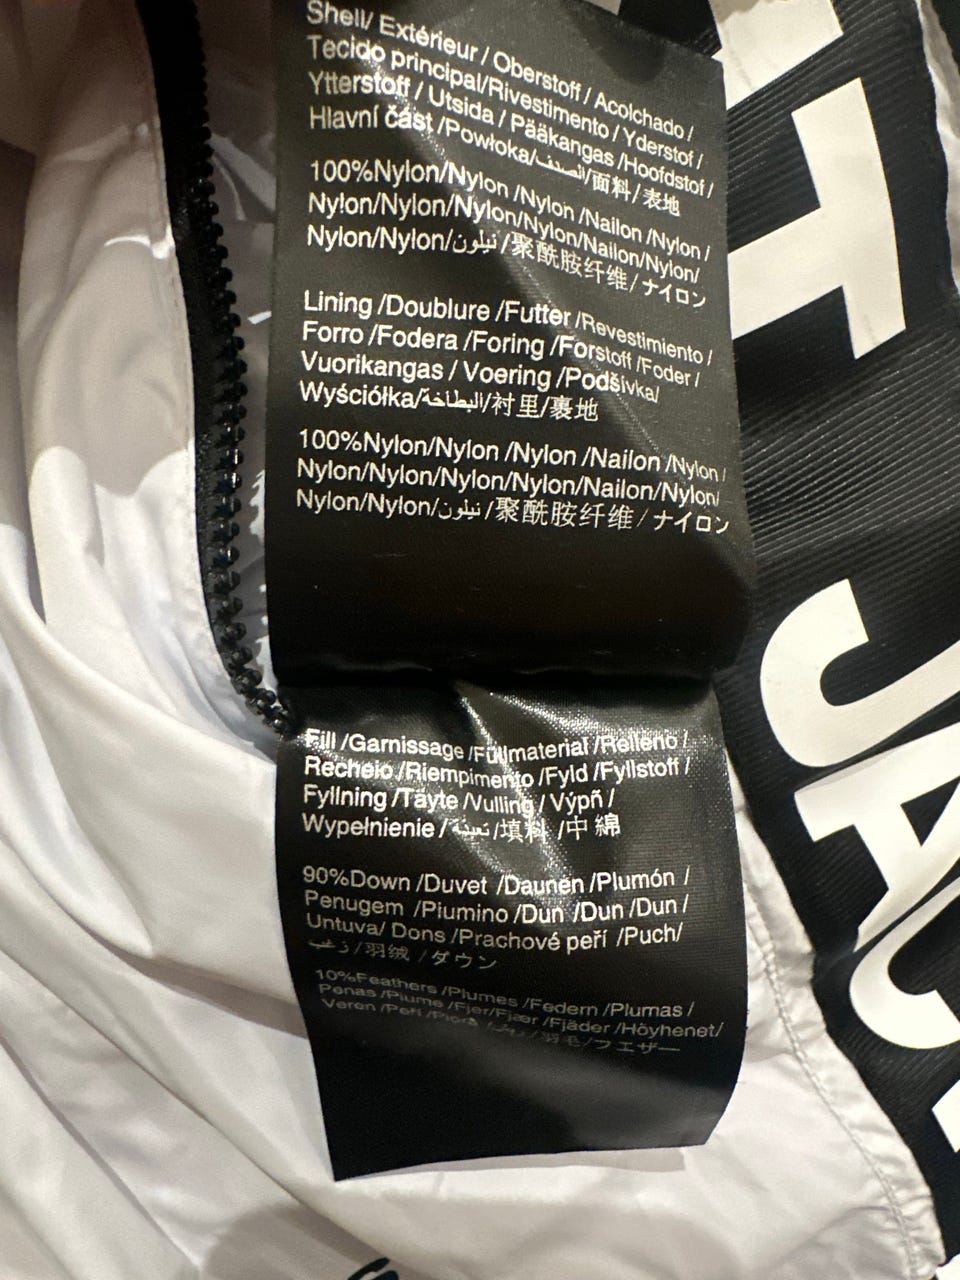 Shell/ Extérieur / Oberstoff / Acolchado /
Tecido principal/Rivestimento / Yderstof /
Ytterstoff / Utsida / Pääkangas /Hoofdstof /
Hlavní část /Powłoka/الصدف/面料/表地
100%Nylon/Nylon /Nylon /Nailon /Nylon /
Nylon/Nylon/Nylon/Nylon/Nailon/Nylon/
Nylon/Nylon/نيلون/聚酰胺纤维/ナイロン
Lining /Doublure /Futter /Revestimiento /
Forro /Fodera /Foring /Forstoff /Foder /
Vuorikangas / Voering /Podšívka/
Wyściółka/البطاخة/衬里/裏地
100%Nylon/Nylon /Nylon /Nailon /Nylon /
Nylon/Nylon/Nylon/Nylon/Nailon/Nylon/
Nylon/Nylon/نيلون/聚酰胺纤维/ナイロン
Fill /Garnissage /Füllmaterial /Relleno /
Recheio /Riempimento /Fyld /Fyllstoff /
Fyllning /Täyte /Vulling / Výpň /
Wypełnienie / تعبئة /填料 /中綿
90%Down /Duvet /Daunen /Plumón /
Penugem /Piumino /Dun /Dun /Dun /
Untuva/ Dons /Prachové peří /Puch/
زغب /羽绒 /ダウン
10%Feathers /Plumes /Federn /Plumas /
Penas /Piume /Fjer/Fjær /Fjäder /Höyhenet/
Veren /Peří /Pióra / /羽毛/フェザー
T
JAC